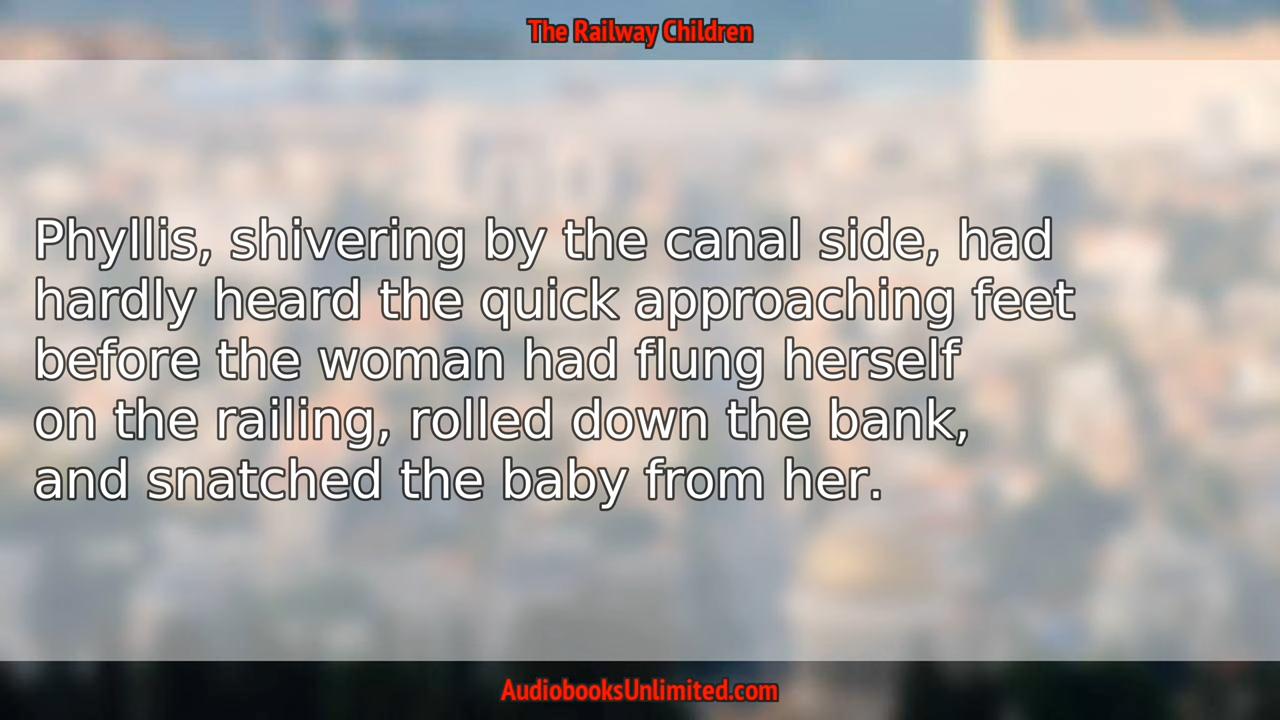 The Railway Children
Phyllis, shivering by the canal side, had
hardly heard the quick approaching feet
before the woman had flung herself
on the railing, rolled down the bank,
and snatched the baby from her.
AudiobooksUnlimited.com